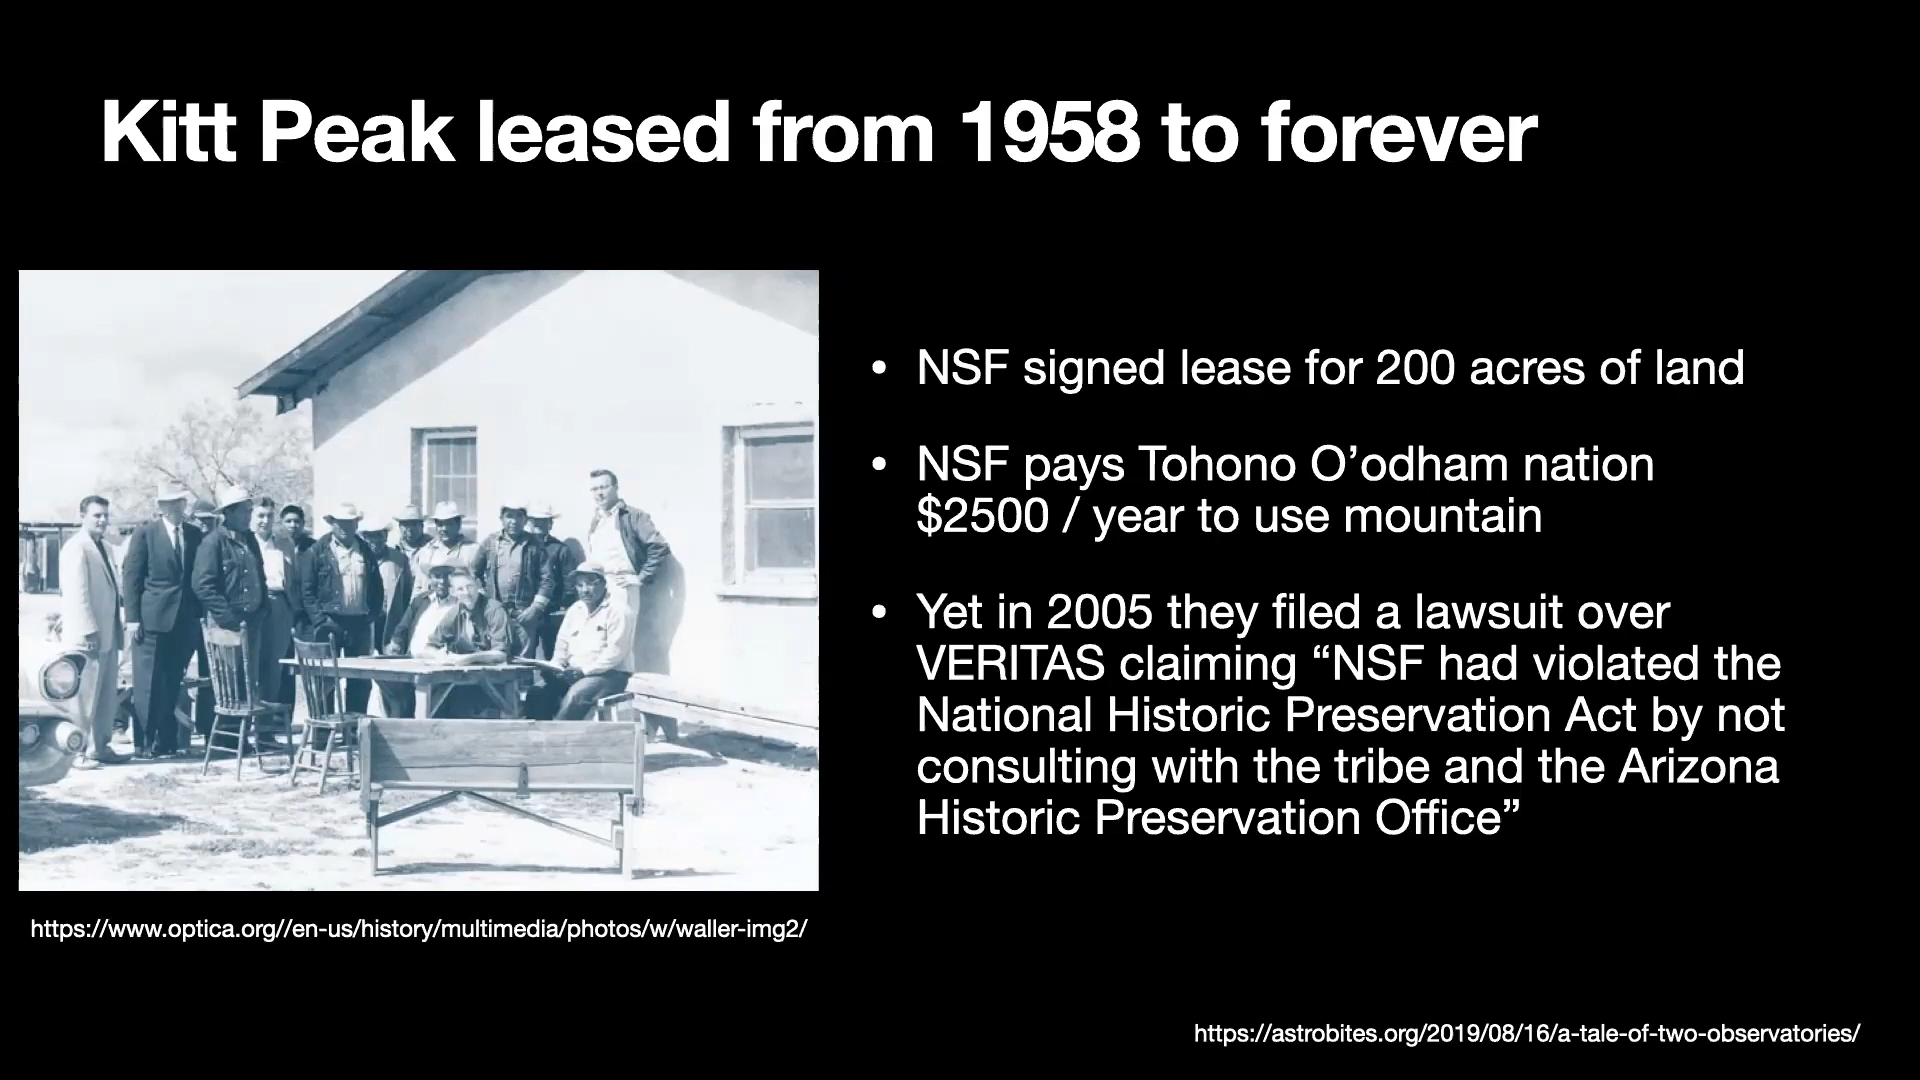 Kitt Peak leased from 1958 to forever
• NSF signed lease for 200 acres of land
• NSF pays Tohono O’odham nation
$2500 / year to use mountain
• Yet in 2005 they filed a lawsuit over
VERITAS claiming “NSF had violated the
National Historic Preservation Act by not
consulting with the tribe and the Arizona
Historic Preservation Office”
https://www.optica.org//en-us/history/multimedia/photos/w/waller-img2/
https://astrobites.org/2019/08/16/a-tale-of-two-observatories/